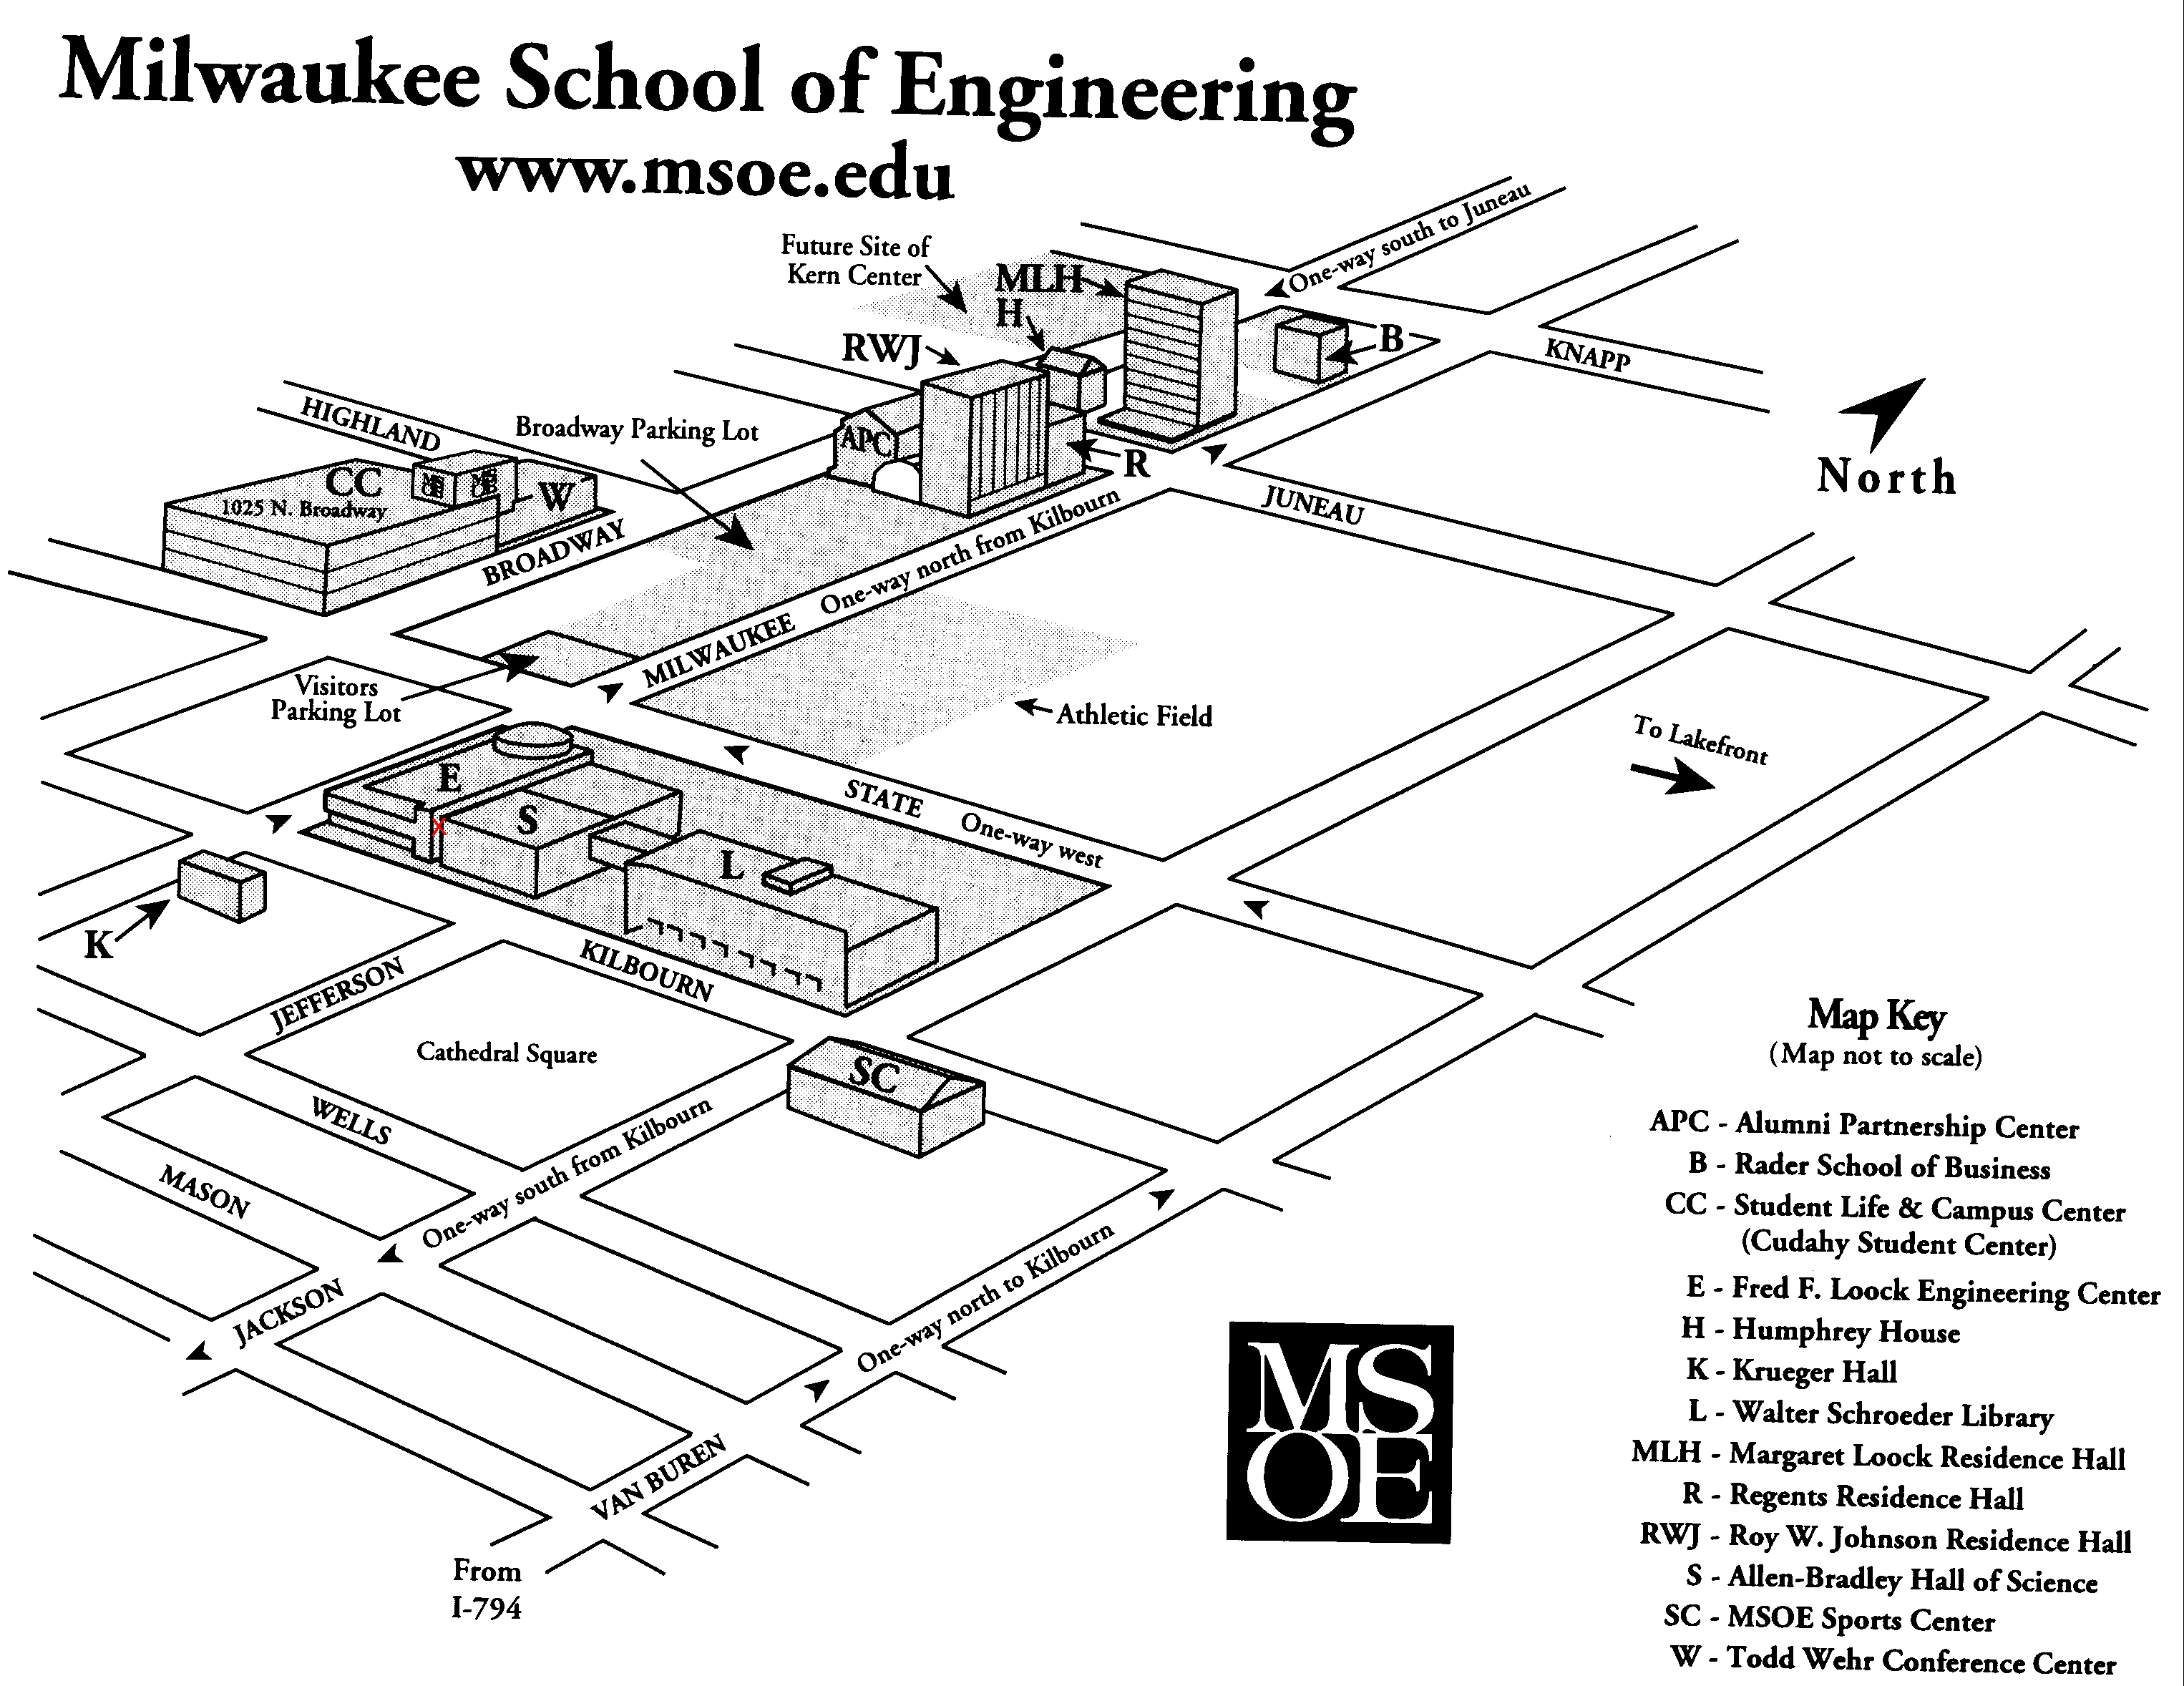 Milwaukee School of Engineering
www.msoe.edu
One-way south to Juneau
Future Site of
Kern Center
MLH
H
RWJ
B
KNAPP
HIGHLAND
Broadway Parking Lot
APC
R
North
CC
1025 N. Broadway
MS
OE
MS
OE
W
BROADWAY
JUNEAU
MILWAUKEE One-way north from Kilbourn
Visitors
Parking Lot
Athletic Field
To Lakefront
E
S
X
L
STATE One-way west
K
KILBOURN
JEFFERSON
Cathedral Square
SC
WELLS
One-way south from Kilbourn
MASON
JACKSON
One-way north to Kilbourn
VAN BUREN
From
I-794
MS
OE
Map Key
(Map not to scale)
APC - Alumni Partnership Center
B - Rader School of Business
CC - Student Life & Campus Center
(Cudahy Student Center)
E - Fred F. Loock Engineering Center
H - Humphrey House
K - Krueger Hall
L - Walter Schroeder Library
MLH - Margaret Loock Residence Hall
R - Regents Residence Hall
RWJ - Roy W. Johnson Residence Hall
S - Allen-Bradley Hall of Science
SC - MSOE Sports Center
W - Todd Wehr Conference Center